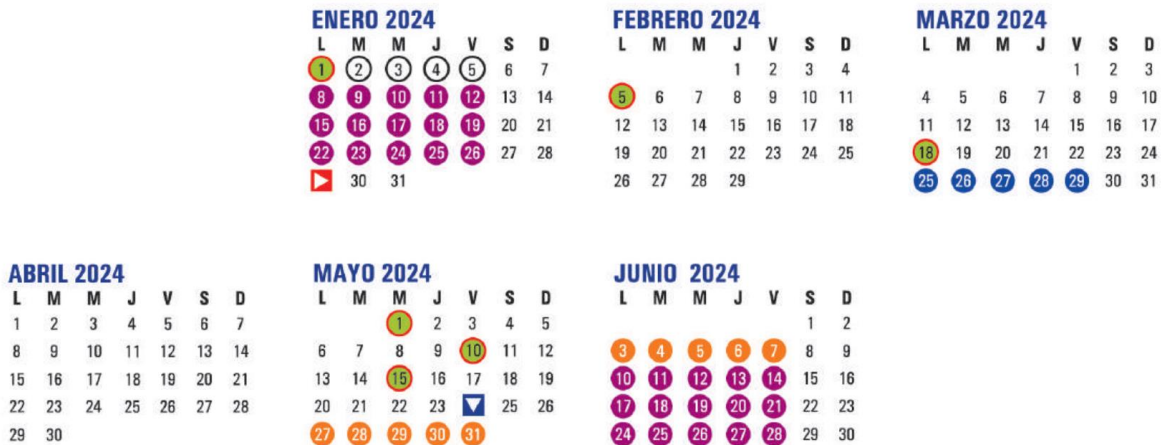 ENERO 2024
L M M J V S D
1 2 3 4 5 6 7
8 9 10 11 12 13 14
15 16 17 18 19 20 21
22 23 24 25 26 27 28
30 31
FEBRERO 2024
L M M J V S D
1 2 3 4
5 6 7 8 9 10 11
12 13 14 15 16 17 18
19 20 21 22 23 24 25
26 27 28 29
MARZO 2024
L M M J V S D
1 2 3
4 5 6 7 8 9 10
11 12 13 14 15 16 17
18 19 20 21 22 23 24
25 26 27 28 29 30 31
ABRIL 2024
L M M J V S D
1 2 3 4 5 6 7
8 9 10 11 12 13 14
15 16 17 18 19 20 21
22 23 24 25 26 27 28
29 30
MAYO 2024
L M M J V S D
1 2 3 4 5
6 7 8 9 10 11 12
13 14 15 16 17 18 19
20 21 22 23 25 26
27 28 29 30 31
JUNIO 2024
L M M J V S D
1 2
3 4 5 6 7 8 9
10 11 12 13 14 15 16
17 18 19 20 21 22 23
24 25 26 27 28 29 30